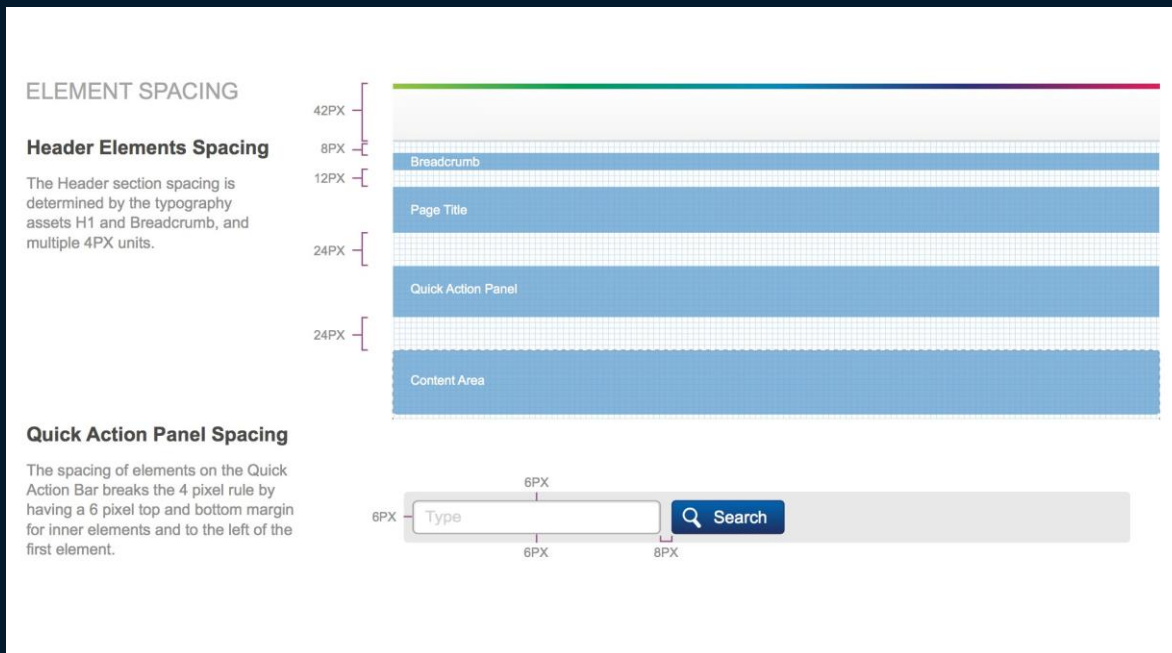 ELEMENT SPACING
Header Elements Spacing
The Header section spacing is
determined by the typography
assets H1 and Breadcrumb, and
multiple 4PX units.
42PX
8PX
Breadcrumb
12PX
Page Title
24PX
Quick Action Panel
24PX
Content Area
Quick Action Panel Spacing
The spacing of elements on the Quick
Action Bar breaks the 4 pixel rule by
having a 6 pixel top and bottom margin
for inner elements and to the left of the
first element.
6PX
6PX
Type
Search
6PX
8PX